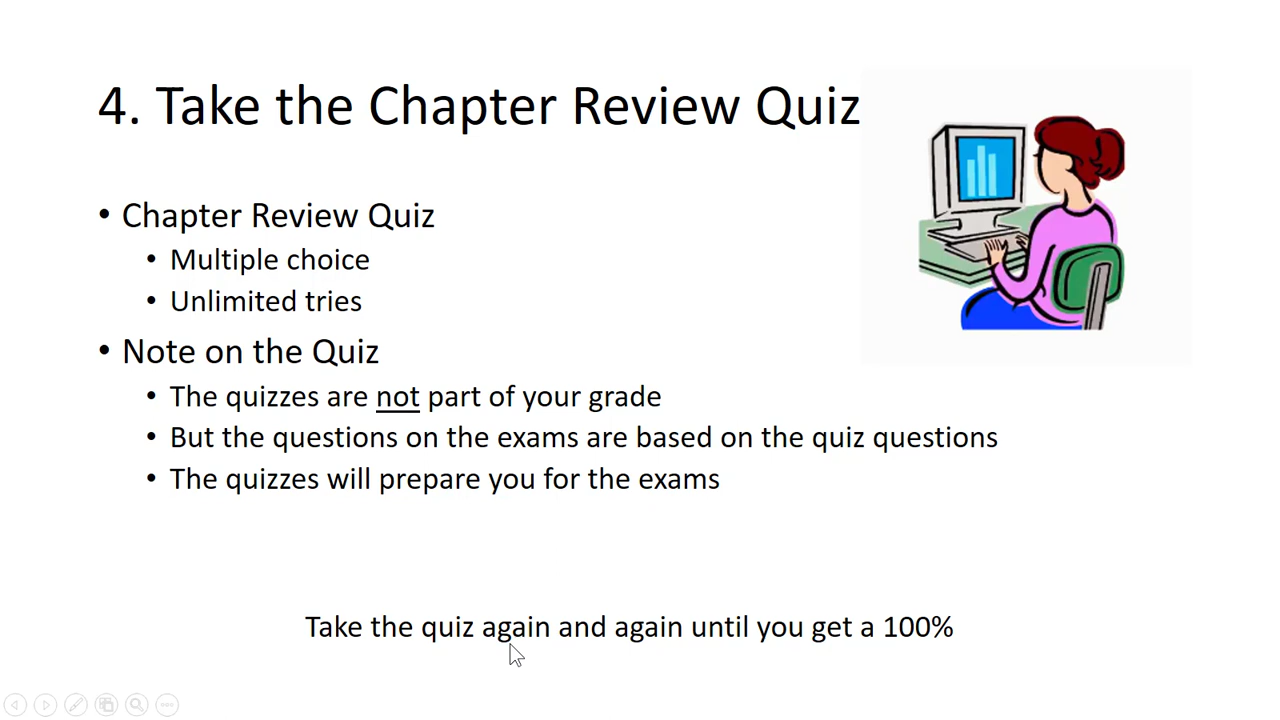 4. Take the Chapter Review Quiz
• Chapter Review Quiz
• Multiple choice
• Unlimited tries
• Note on the Quiz
• The quizzes are not part of your grade
• But the questions on the exams are based on the quiz questions
• The quizzes will prepare you for the exams
Take the quiz again and again until you get a 100%